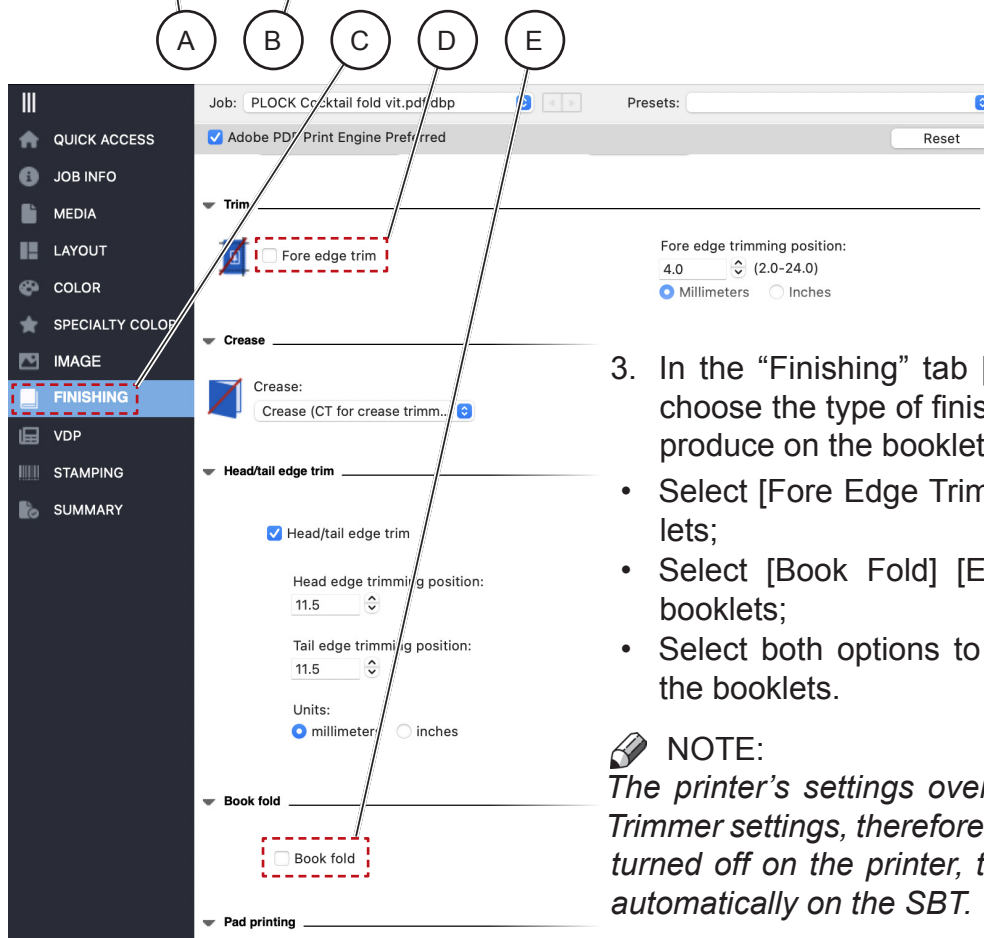 A B C D E
Job: PLOCK Cocktail fold vit.pdf.dbp Presets:
Adobe PDF Print Engine Preferred Reset
QUICK ACCESS
JOB INFO
MEDIA
LAYOUT
COLOR
SPECIALTY COLOR
IMAGE
FINISHING
VDP
STAMPING
SUMMARY
Trim
Fore edge trim
Fore edge trimming position:
4.0 (2.0-24.0)
Millimeters Inches
Crease
Crease:
Crease (CT for crease trimm...
Head/tail edge trim
Head/tail edge trim
Head edge trimming position:
11.5
Tail edge trimming position:
11.5
Units:
millimeters inches
Book fold
Book fold
Pad printing
3. In the “Finishing” tab [
choose the type of finis
produce on the booklet
• Select [Fore Edge Trim
lets;
• Select [Book Fold] [E
booklets;
• Select both options to
the booklets.
NOTE:
The printer’s settings over
Trimmer settings, therefore
turned off on the printer, t
automatically on the SBT.